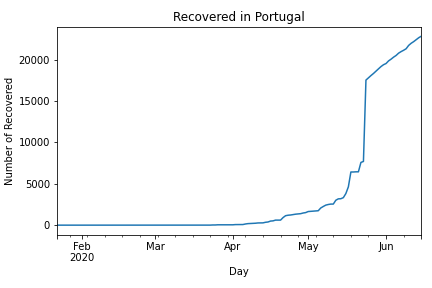 Recovered in Portugal
Number of Recovered
20000
15000
10000
5000
0
Feb
2020
Mar
Apr
May
Jun
Day